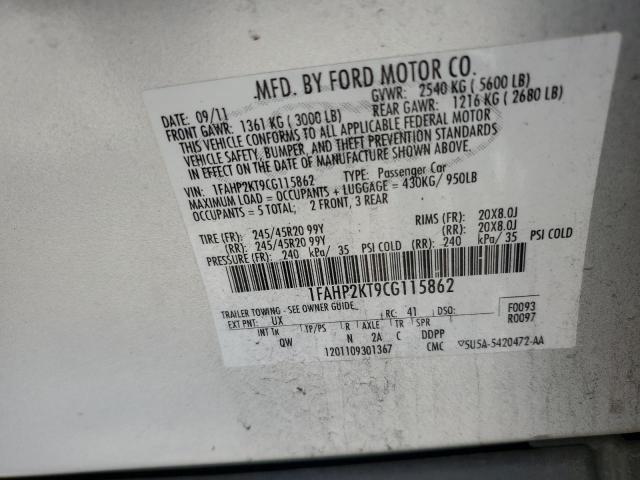 MFD. BY FORD MOTOR CO.
DATE: 09/11 GVWR: 2540 KG ( 5600 LB)
FRONT GAWR: 1361 KG ( 3000 LB) REAR GAWR: 1216 KG ( 2680 LB)
THIS VEHICLE CONFORMS TO ALL APPLICABLE FEDERAL MOTOR
VEHICLE SAFETY, BUMPER, AND THEFT PREVENTION STANDARDS
IN EFFECT ON THE DATE OF MANUFACTURE SHOWN ABOVE.
VIN: 1FAHP2KT9CG115862 TYPE: Passenger Car
MAXIMUM LOAD = OCCUPANTS + LUGGAGE = 430KG/ 950LB
OCCUPANTS = 5 TOTAL; 2 FRONT, 3 REAR
TIRE (FR): 245/45R20 99Y RIMS (FR): 20X8.0J
(RR): 245/45R20 99Y (RR): 20X8.0J
PRESSURE (FR): 240 kPa/ 35 PSI COLD (RR): 240 kPa/ 35 PSI COLD
1FAHP2KT9CG115862
TRAILER TOWING - SEE OWNER GUIDE.
EXT PNT: UX RC: 41 DSO: F0093
R0097
INT TR TP/PS R AXLE TR SPR
QW N 2A C DDPP
1201109301367 CMC ▽5U5A-5420472-AA